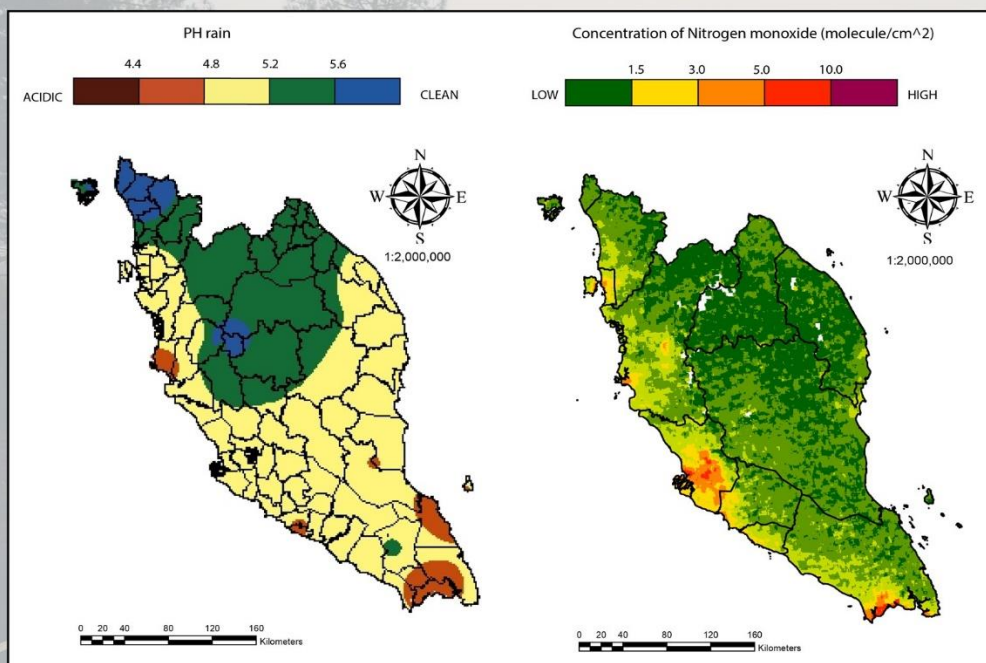 PH rain
4.4 4.8 5.2 5.6
ACIDIC CLEAN
N
W E
S
1:2,000,000
0 20 40 80 120 160
Kilometers
Concentration of Nitrogen monoxide (molecule/cm^2)
1.5 3.0 5.0 10.0
LOW HIGH
N
W E
S
1:2,000,000
0 20 40 80 120 160
Kilometers